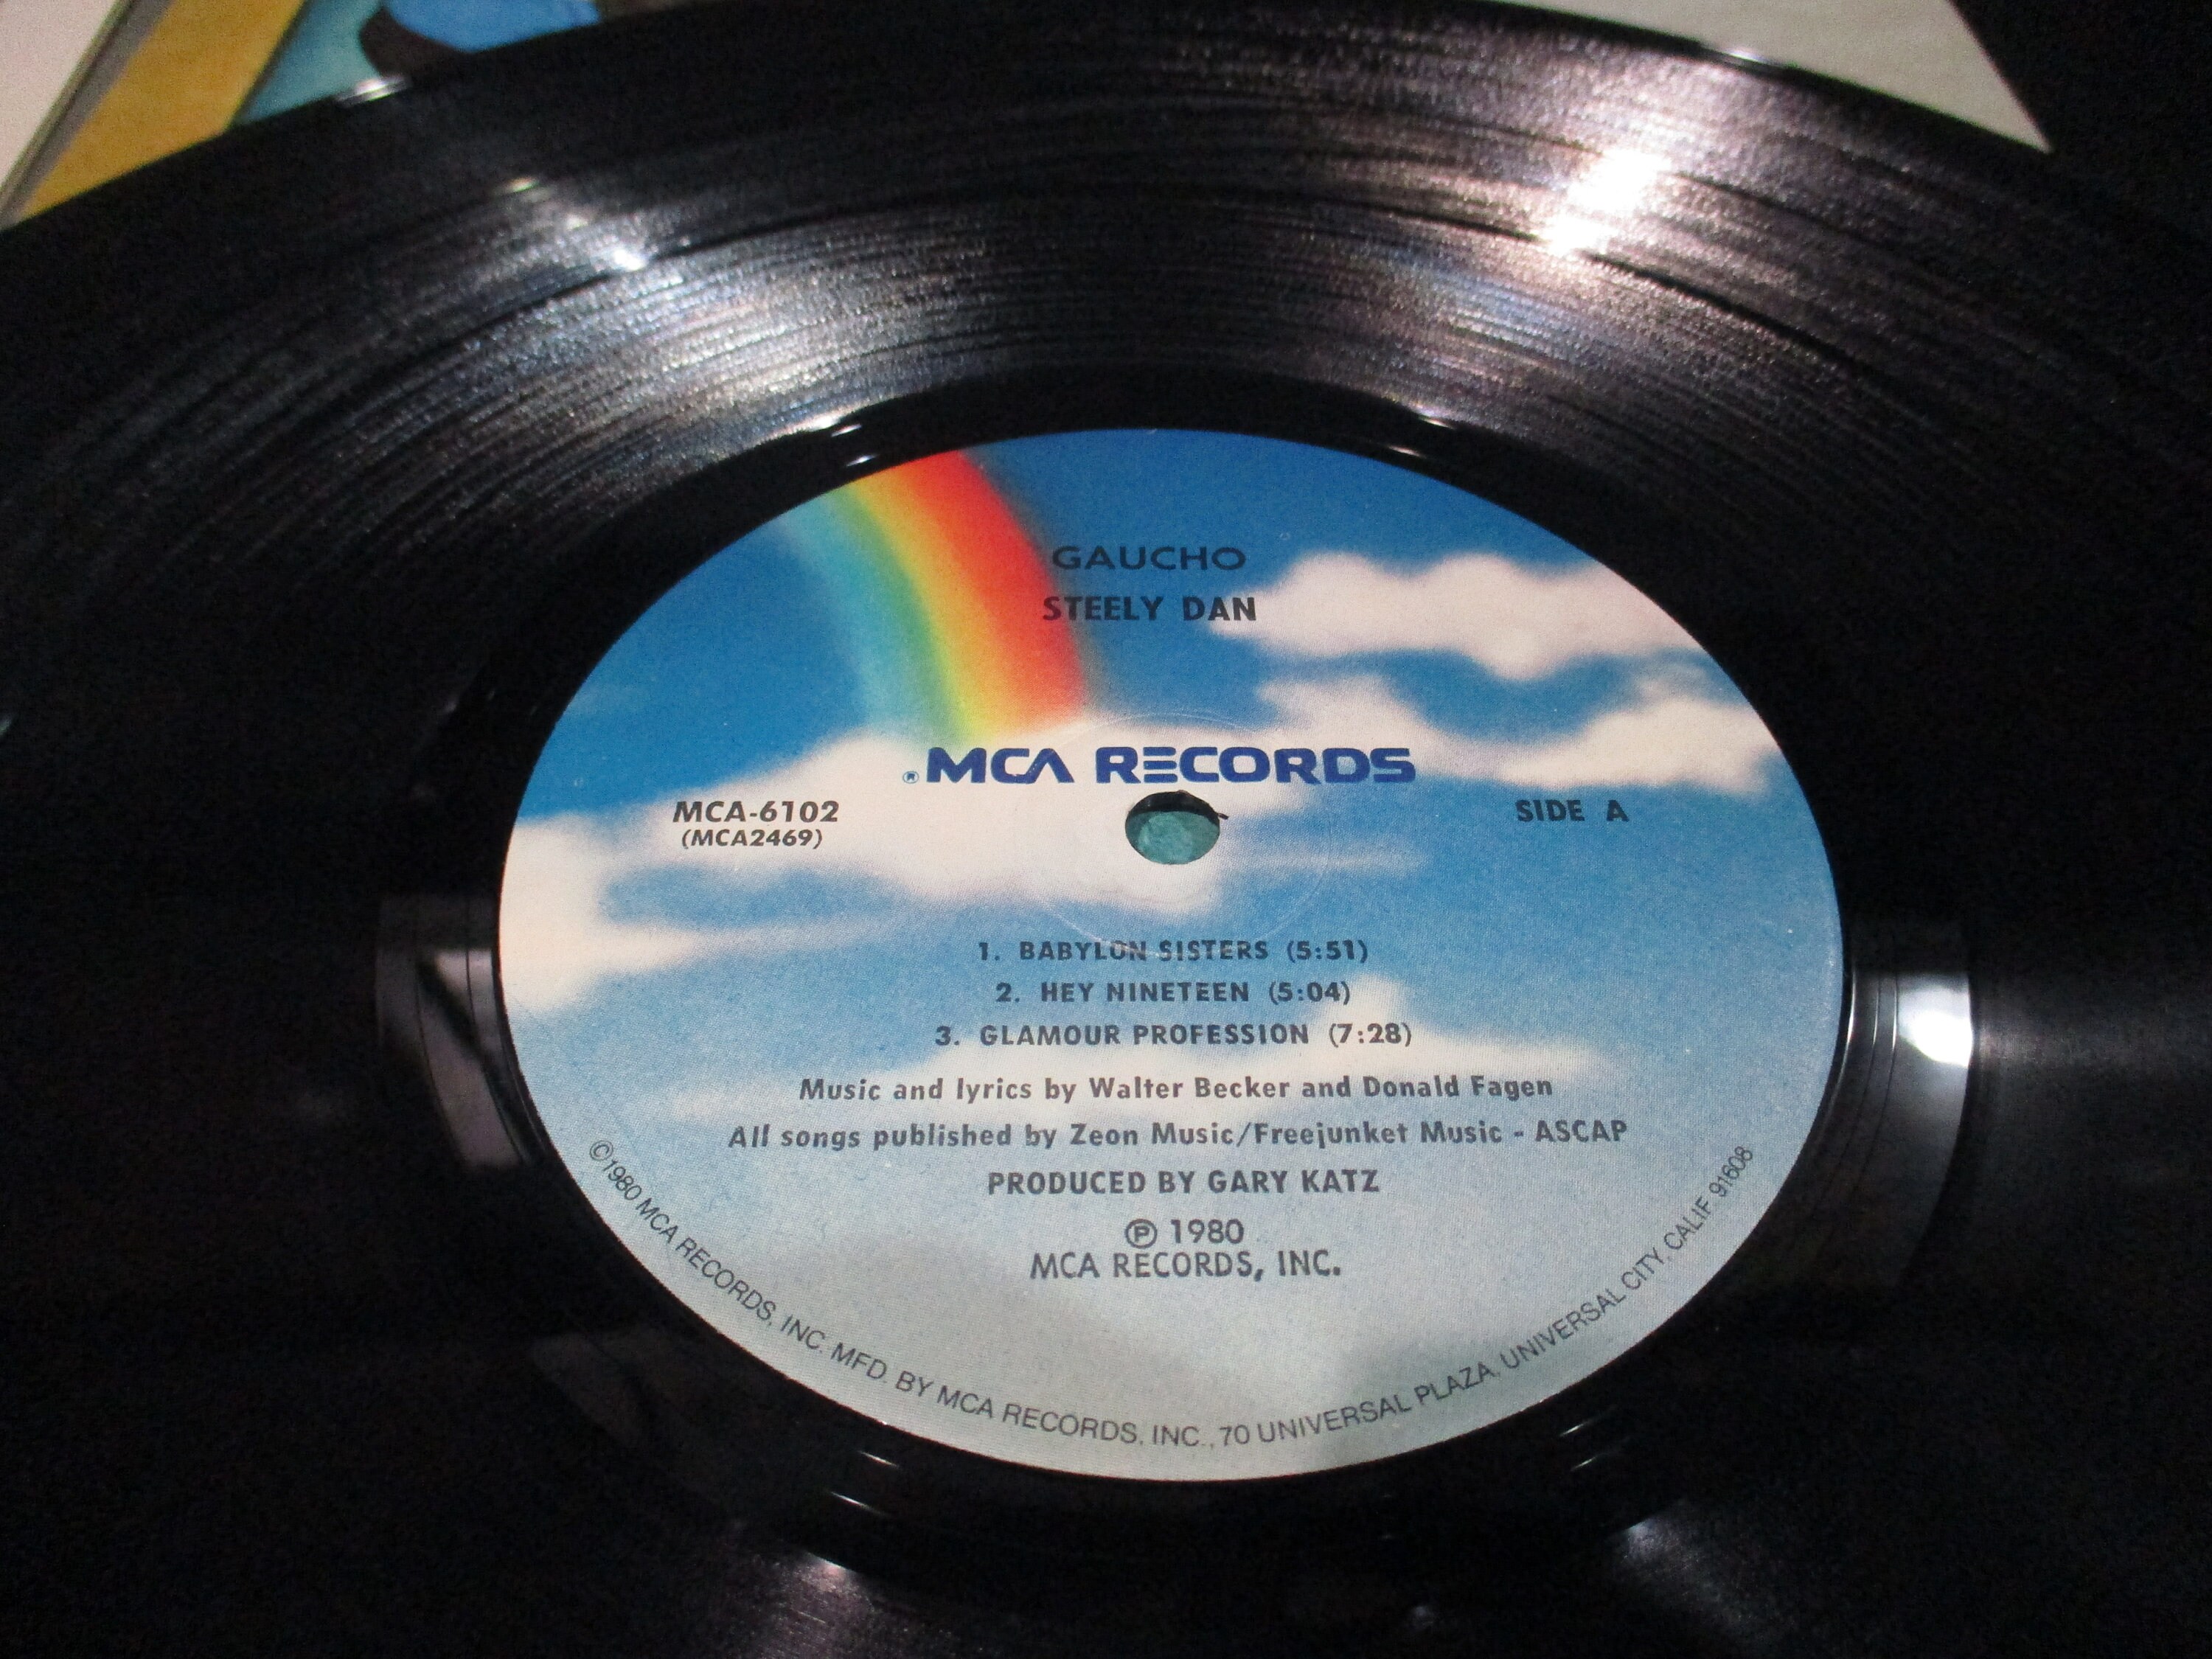 GAUCHO
STEELY DAN
® MCA RECORDS
MCA-6102
(MCA2469)
SIDE A
1. BABYLON SISTERS (5:51)
2. HEY NINETEEN (5:04)
3. GLAMOUR PROFESSION (7:28)
Music and lyrics by Walter Becker and Donald Fagen
All songs published by Zeon Music/Freejunket Music - ASCAP
PRODUCED BY GARY KATZ
℗ 1980
MCA RECORDS, INC.
©1980 MCA RECORDS, INC. MFD. BY MCA RECORDS, INC., 70 UNIVERSAL PLAZA, UNIVERSAL CITY, CALIF. 91608